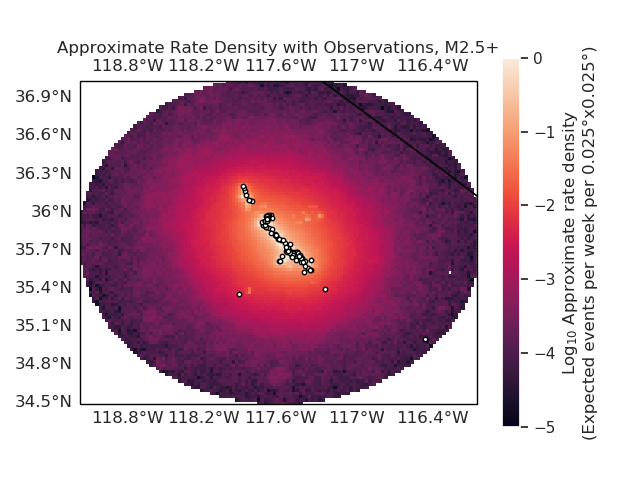 Approximate Rate Density with Observations, M2.5+
118.8°W 118.2°W 117.6°W 117°W 116.4°W
36.9°N
36.6°N
36.3°N
36°N
35.7°N
35.4°N
35.1°N
34.8°N
34.5°N
118.8°W 118.2°W 117.6°W 117°W 116.4°W
0
−1
−2
−3
−4
−5
Log10 Approximate rate density
(Expected events per week per 0.025°x0.025°)